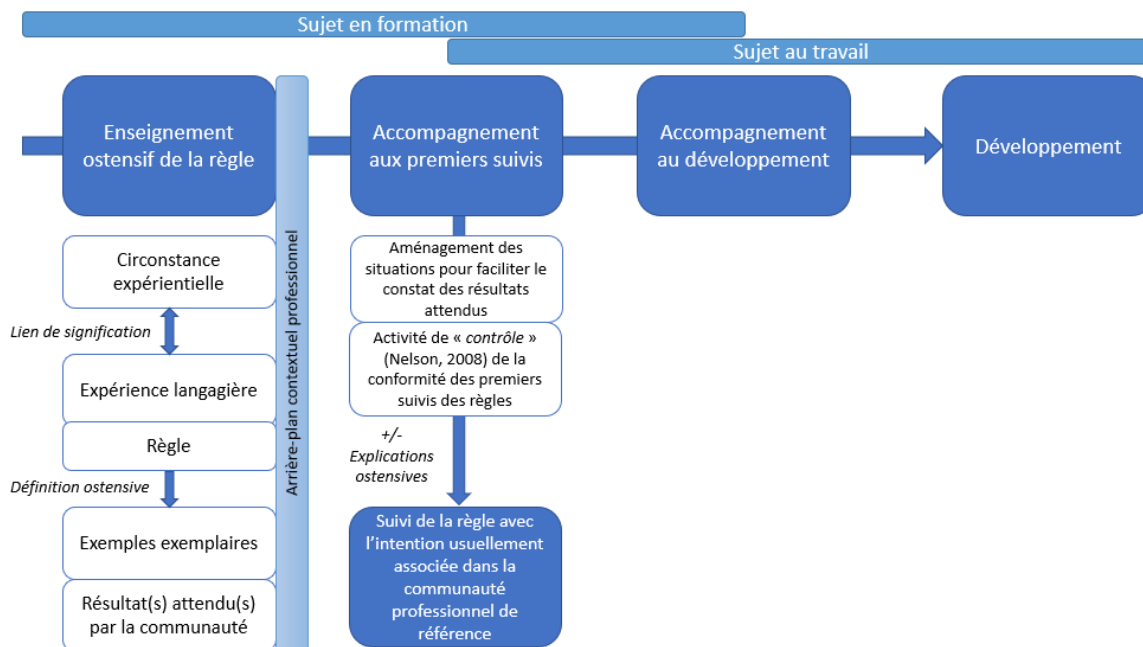 Sujet en formation
Sujet au travail
Enseignement
ostensif de la règle
Accompagnement
aux premiers suivis
Accompagnement
au développement
Développement
Arrière-plan contextuel professionnel
Circonstance
expérientielle
Lien de signification
Expérience langagière
Règle
Définition ostensive
Exemples exemplaires
Résultat(s) attendu(s)
par la communauté
Aménagement des
situations pour faciliter le
constat des résultats
attendus
Activité de « contrôle »
(Nelson, 2008) de la
conformité des premiers
suivis des règles
+/-
Explications
ostensives
Suivi de la règle avec
l'intention usuellement
associée dans la
communauté
professionnel de
référence